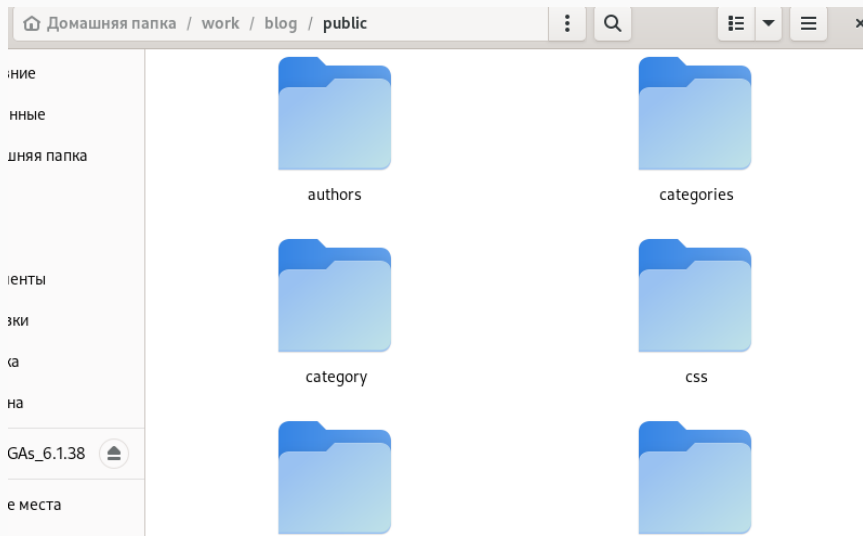 Домашняя папка / work / blog / public
ние
нные
шняя папка
енты
зки
ка
на
GAs_6.1.38
е места
authors
categories
category
css